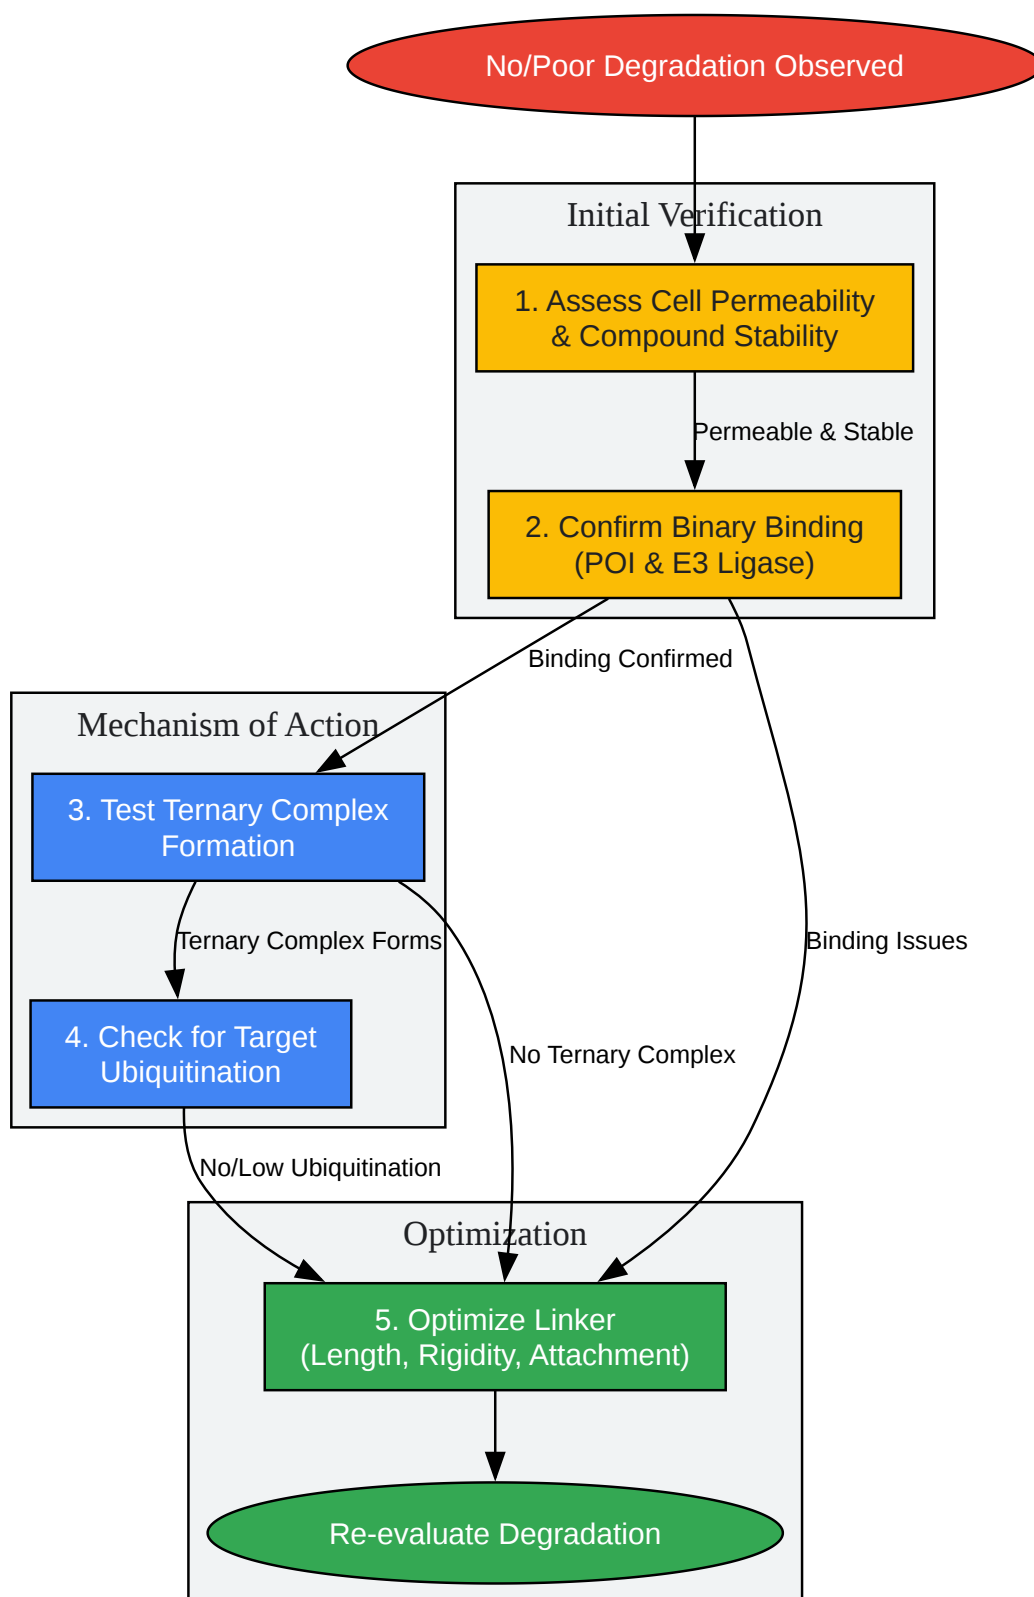 No/Poor Degradation Observed
Initial Verification
1. Assess Cell Permeability
& Compound Stability
Permeable & Stable
2. Confirm Binary Binding
(POI & E3 Ligase)
Binding Confirmed
Mechanism of Action
3. Test Ternary Complex
Formation
Ternary Complex Forms
Binding Issues
4. Check for Target
Ubiquitination
No Ternary Complex
No/Low Ubiquitination
Optimization
5. Optimize Linker
(Length, Rigidity, Attachment)
Re-evaluate Degradation